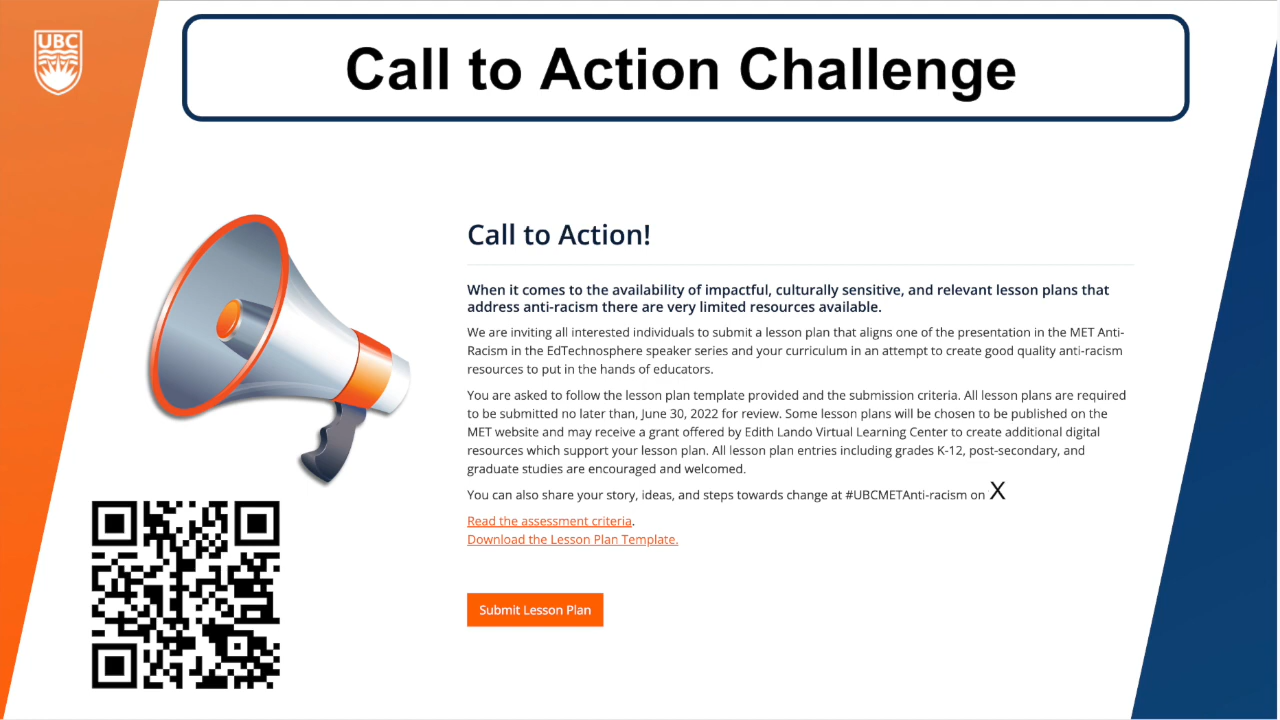 UBC
Call to Action Challenge
Call to Action!
When it comes to the availability of impactful, culturally sensitive, and relevant lesson plans that
address anti-racism there are very limited resources available.
We are inviting all interested individuals to submit a lesson plan that aligns one of the presentation in the MET Anti-
Racism in the EdTechnosphere speaker series and your curriculum in an attempt to create good quality anti-racism
resources to put in the hands of educators.
You are asked to follow the lesson plan template provided and the submission criteria. All lesson plans are required
to be submitted no later than, June 30, 2022 for review. Some lesson plans will be chosen to be published on the
MET website and may receive a grant offered by Edith Lando Virtual Learning Center to create additional digital
resources which support your lesson plan. All lesson plan entries including grades K-12, post-secondary, and
graduate studies are encouraged and welcomed.
You can also share your story, ideas, and steps towards change at #UBCMETAnti-racism on X
Read the assessment criteria.
Download the Lesson Plan Template.
Submit Lesson Plan